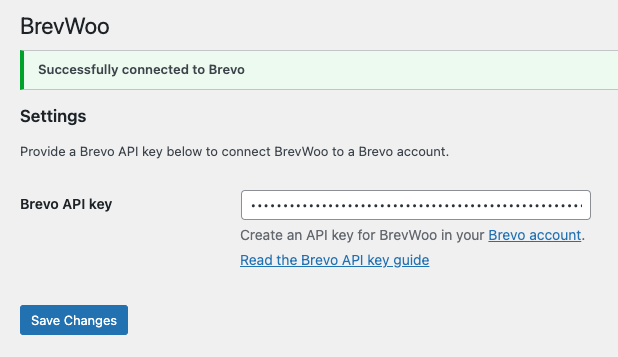 BrevWoo
Successfully connected to Brevo
Settings
Provide a Brevo API key below to connect BrevWoo to a Brevo account.
Brevo API key
Create an API key for BrevWoo in your Brevo account.
Read the Brevo API key guide
Save Changes